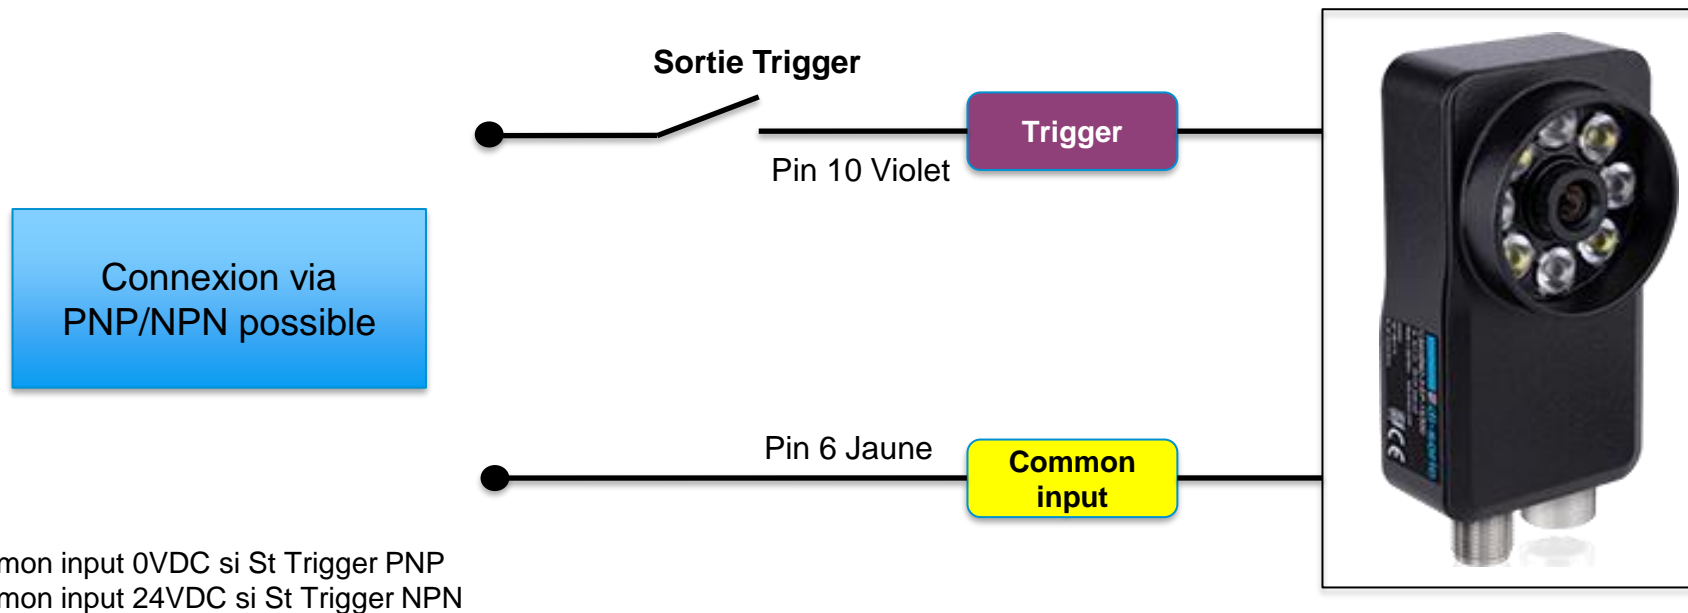 Sortie Trigger
Trigger
Pin 10 Violet
Connexion via
PNP/NPN possible
Pin 6 Jaune
Common
input
mon input 0VDC si St Trigger PNP
mon input 24VDC si St Trigger NPN